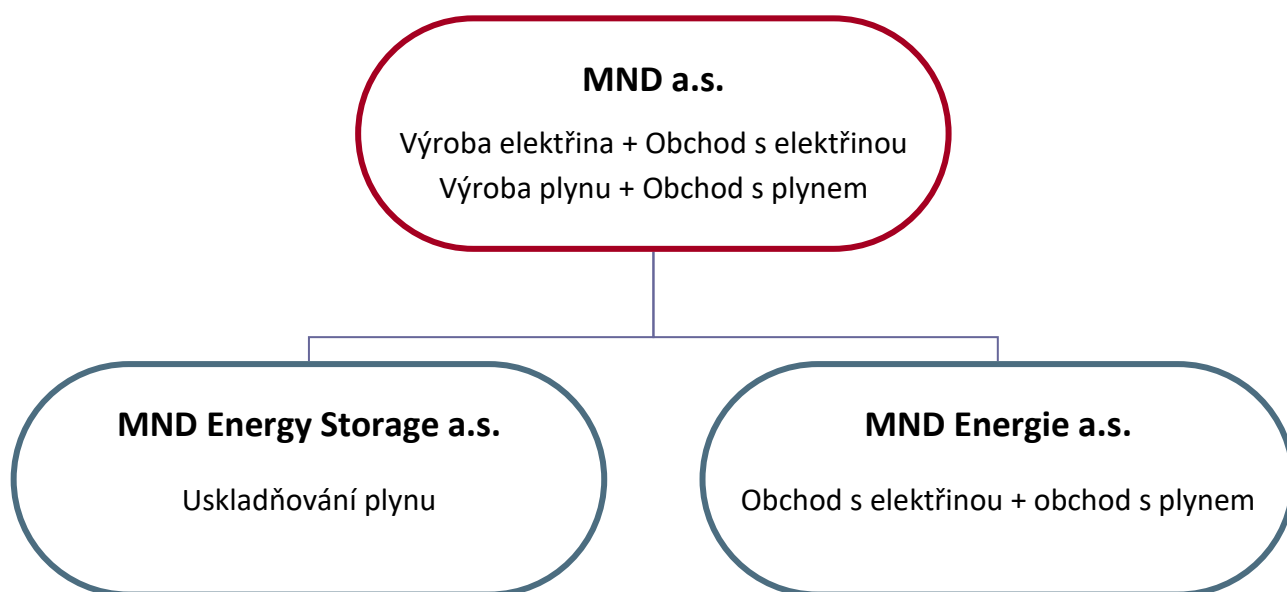 MND a.s.
Výroba elektřina + Obchod s elektřinou
Výroba plynu + Obchod s plynem
MND Energy Storage a.s.
Uskladňování plynu
MND Energie a.s.
Obchod s elektřinou + obchod s plynem